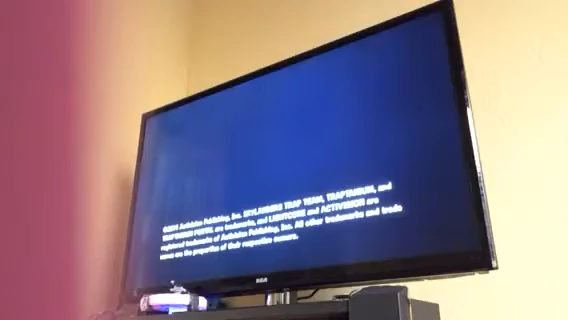 ©2014 Activision Publishing, Inc. SKYLANDERS TRAP TEAM, TRAPTANIUM, and
TRAPTANIUM PORTAL are trademarks, and LIGHTCORE and ACTIVISION are
registered trademarks of Activision Publishing, Inc. All other trademarks and trade
names are the properties of their respective owners.
RCA